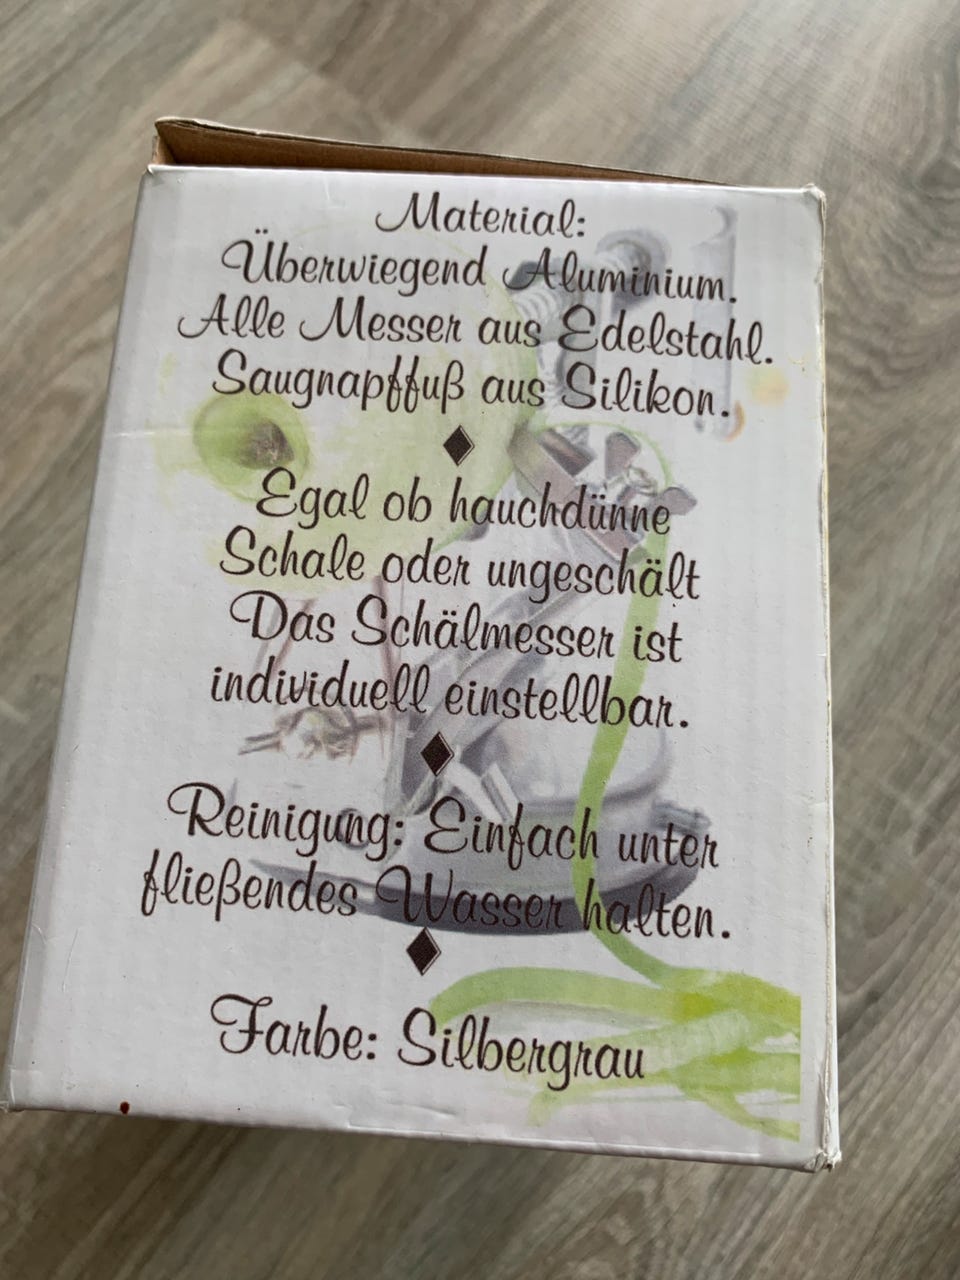 Material:
Überwiegend Aluminium.
Alle Messer aus Edelstahl.
Saugnapffuß aus Silikon.
Egal ob hauchdünne
Schale oder ungeschält
Das Schälmesser ist
individuell einstellbar.
Reinigung: Einfach unter
fließendes Wasser halten.
Farbe: Silbergrau